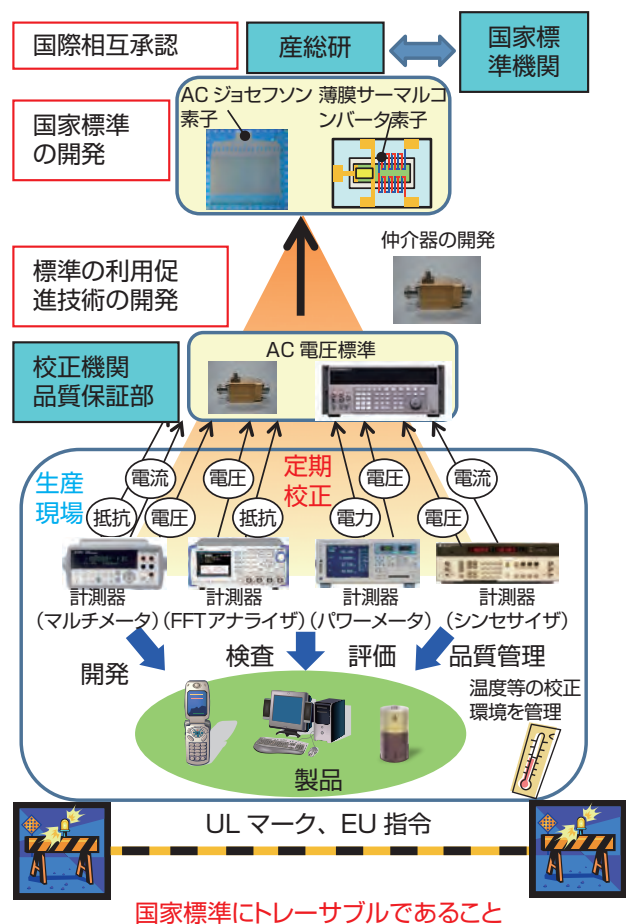 国際相互承認
産総研
国家標
準機関
国家標準
の開発
ACジョセフソン
素子
薄膜サーマルコ
ンバータ素子
標準の利用促
進技術の開発
仲介器の開発
校正機関
品質保証部
AC 電圧標準
生産
現場
定期
校正
電流
電圧
電圧
電流
抵抗
電圧
抵抗
電力
電圧
計測器
(マルチメータ)
計測器
(FFTアナライザ)
計測器
(パワーメータ)
計測器
(シンセサイザ)
開発
検査
評価
品質管理
温度等の校正
環境を管理
製品
UL マーク、EU 指令
国家標準にトレーサブルであること